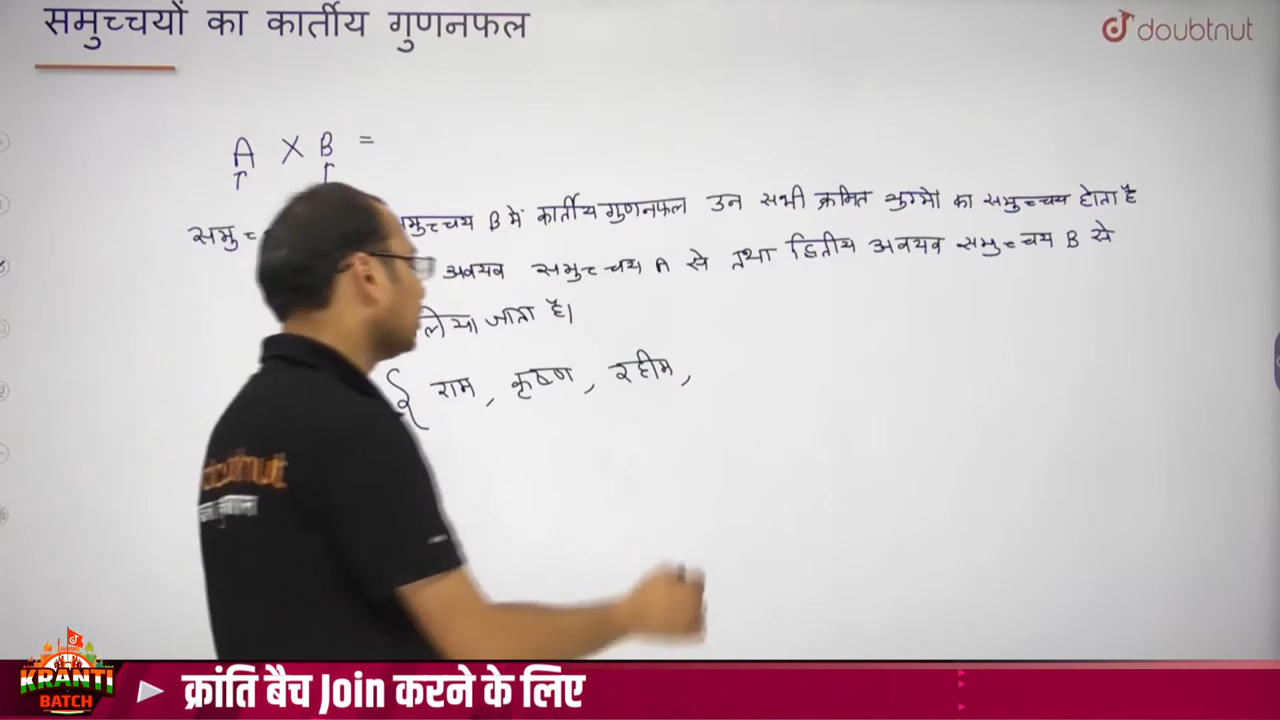 समुच्चयों का कार्तीय गुणनफल
doubtnut
A X B =
समुच्चय B में कार्तीय गुणनफल उन सभी क्रमित युग्मो का समुच्चय होता है
अवयव समुच्चय A से तथा द्वितीय अवयव समुच्चय B से
लिया जाता है।
{ राम, कृष्ण, रहीम,
doubtnut
KRANTI
BATCH
क्रांति बैच Join करने के लिए